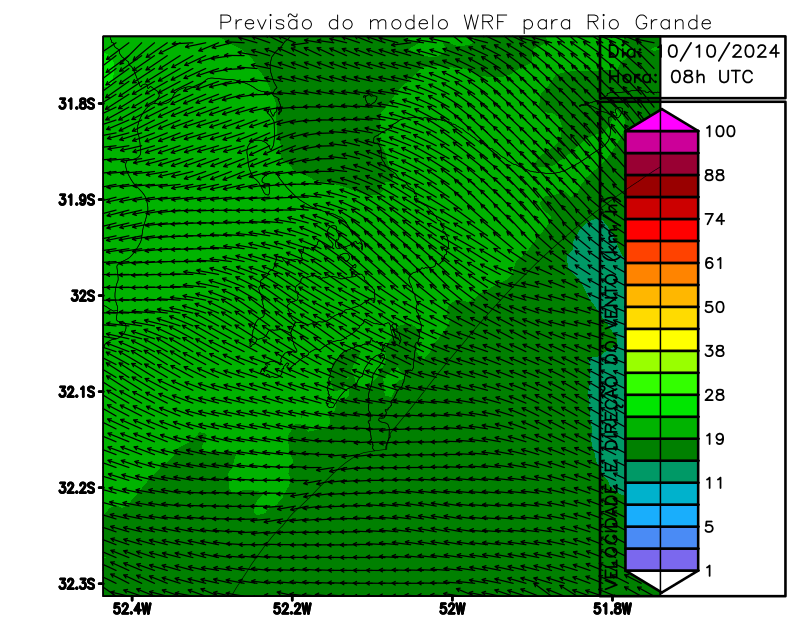 Previsão do modelo WRF para Rio Grande
Dia: 10/10/2024
Hora: 08h UTC
31.8S
31.9S
32S
32.1S
32.2S
32.3S
52.4W
52.2W
52W
51.8W
VELOCIDADE E DIREÇÃO DO VENTO (km/h)
100
88
74
61
50
38
28
19
11
5
1